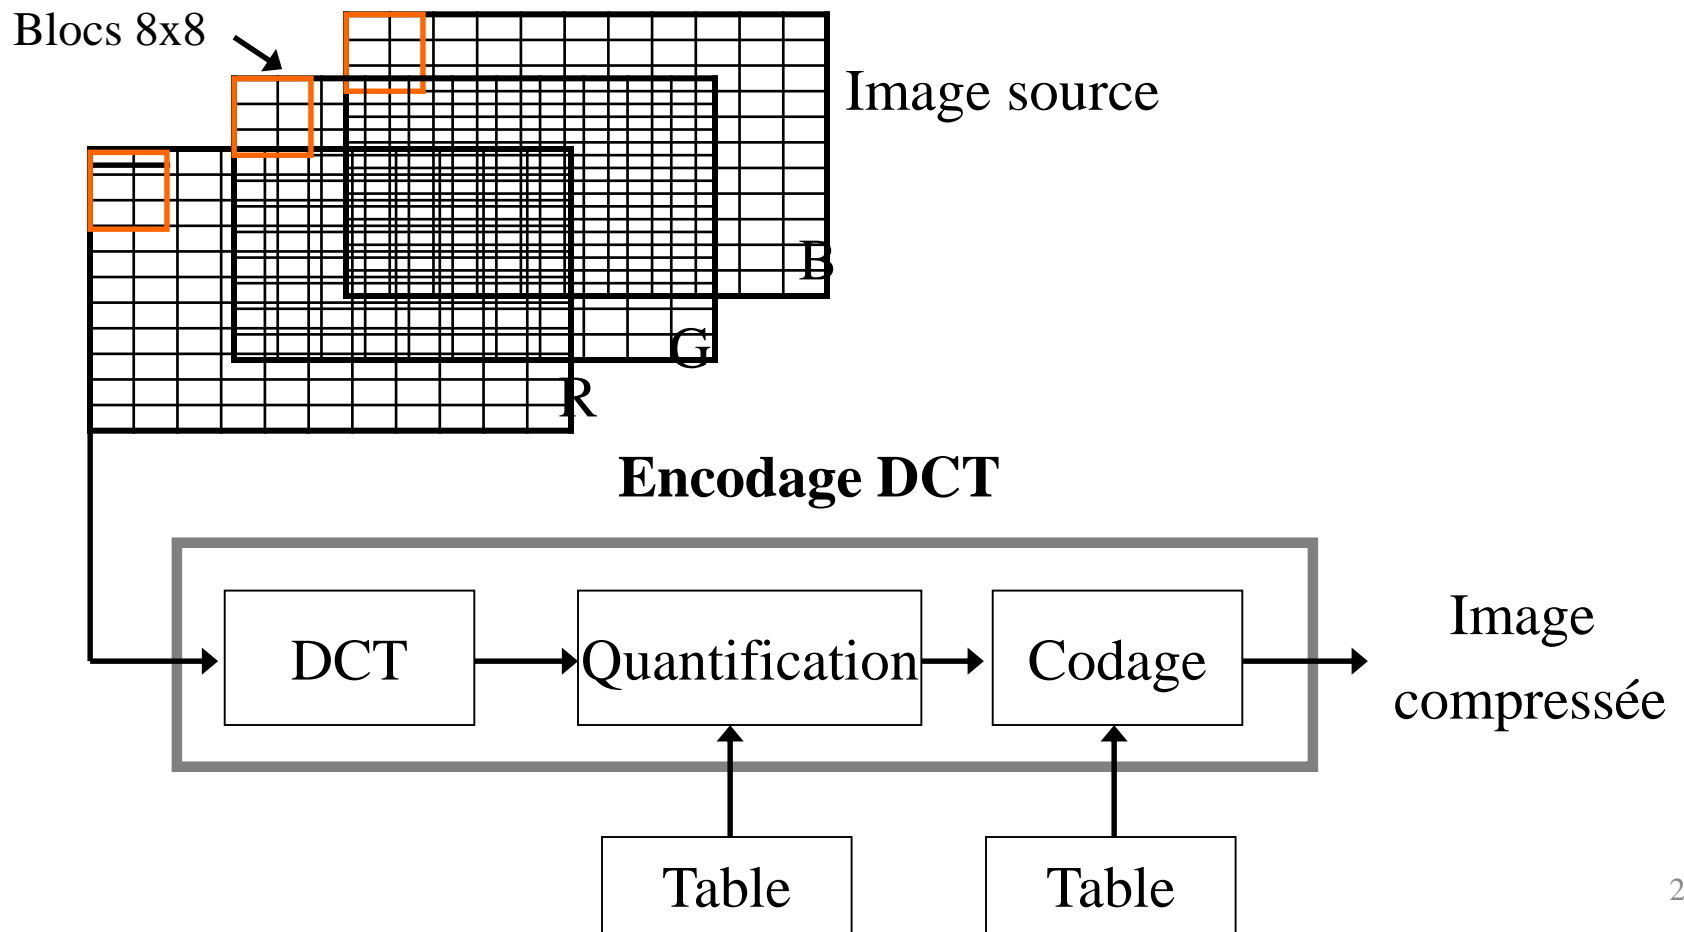 Blocs 8x8
Image source
B
G
R
Encodage DCT
DCT
Quantification
Codage
Image
compressée
Table
Table
2